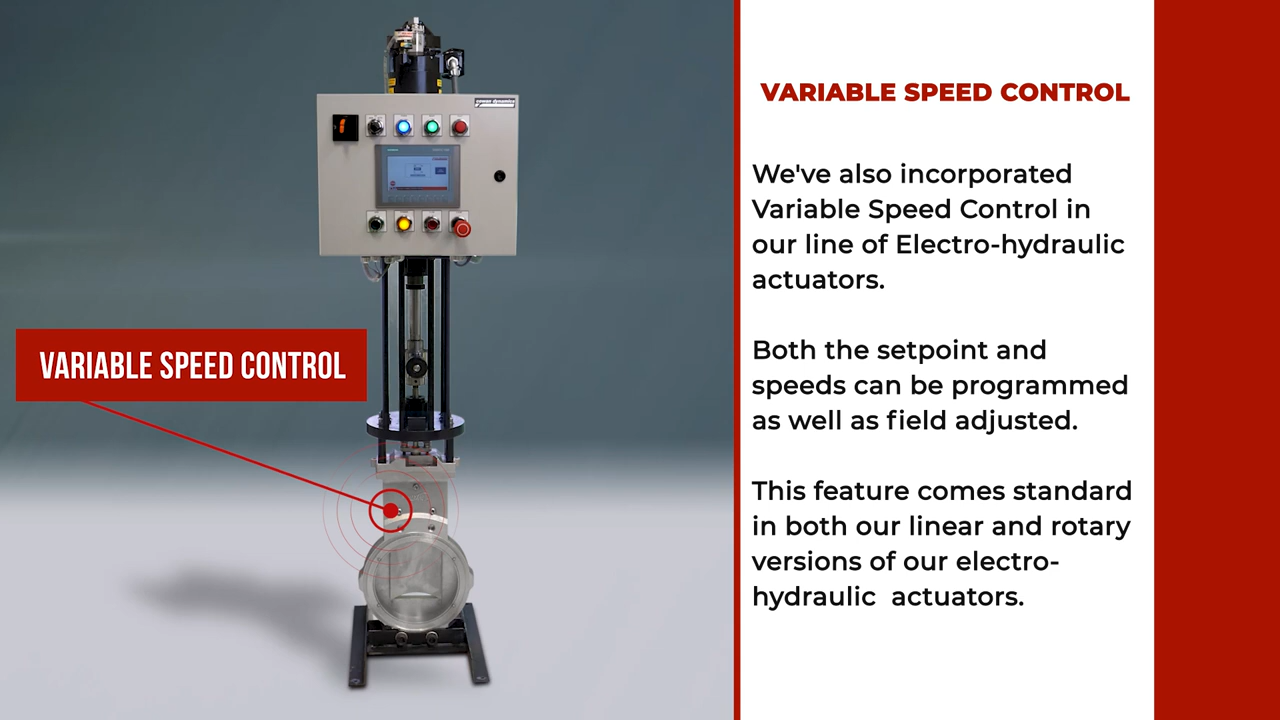 VARIABLE SPEED CONTROL
VARIABLE SPEED CONTROL
We've also incorporated
Variable Speed Control in
our line of Electro-hydraulic
actuators.
Both the setpoint and
speeds can be programmed
as well as field adjusted.
This feature comes standard
in both our linear and rotary
versions of our electro-
hydraulic  actuators.